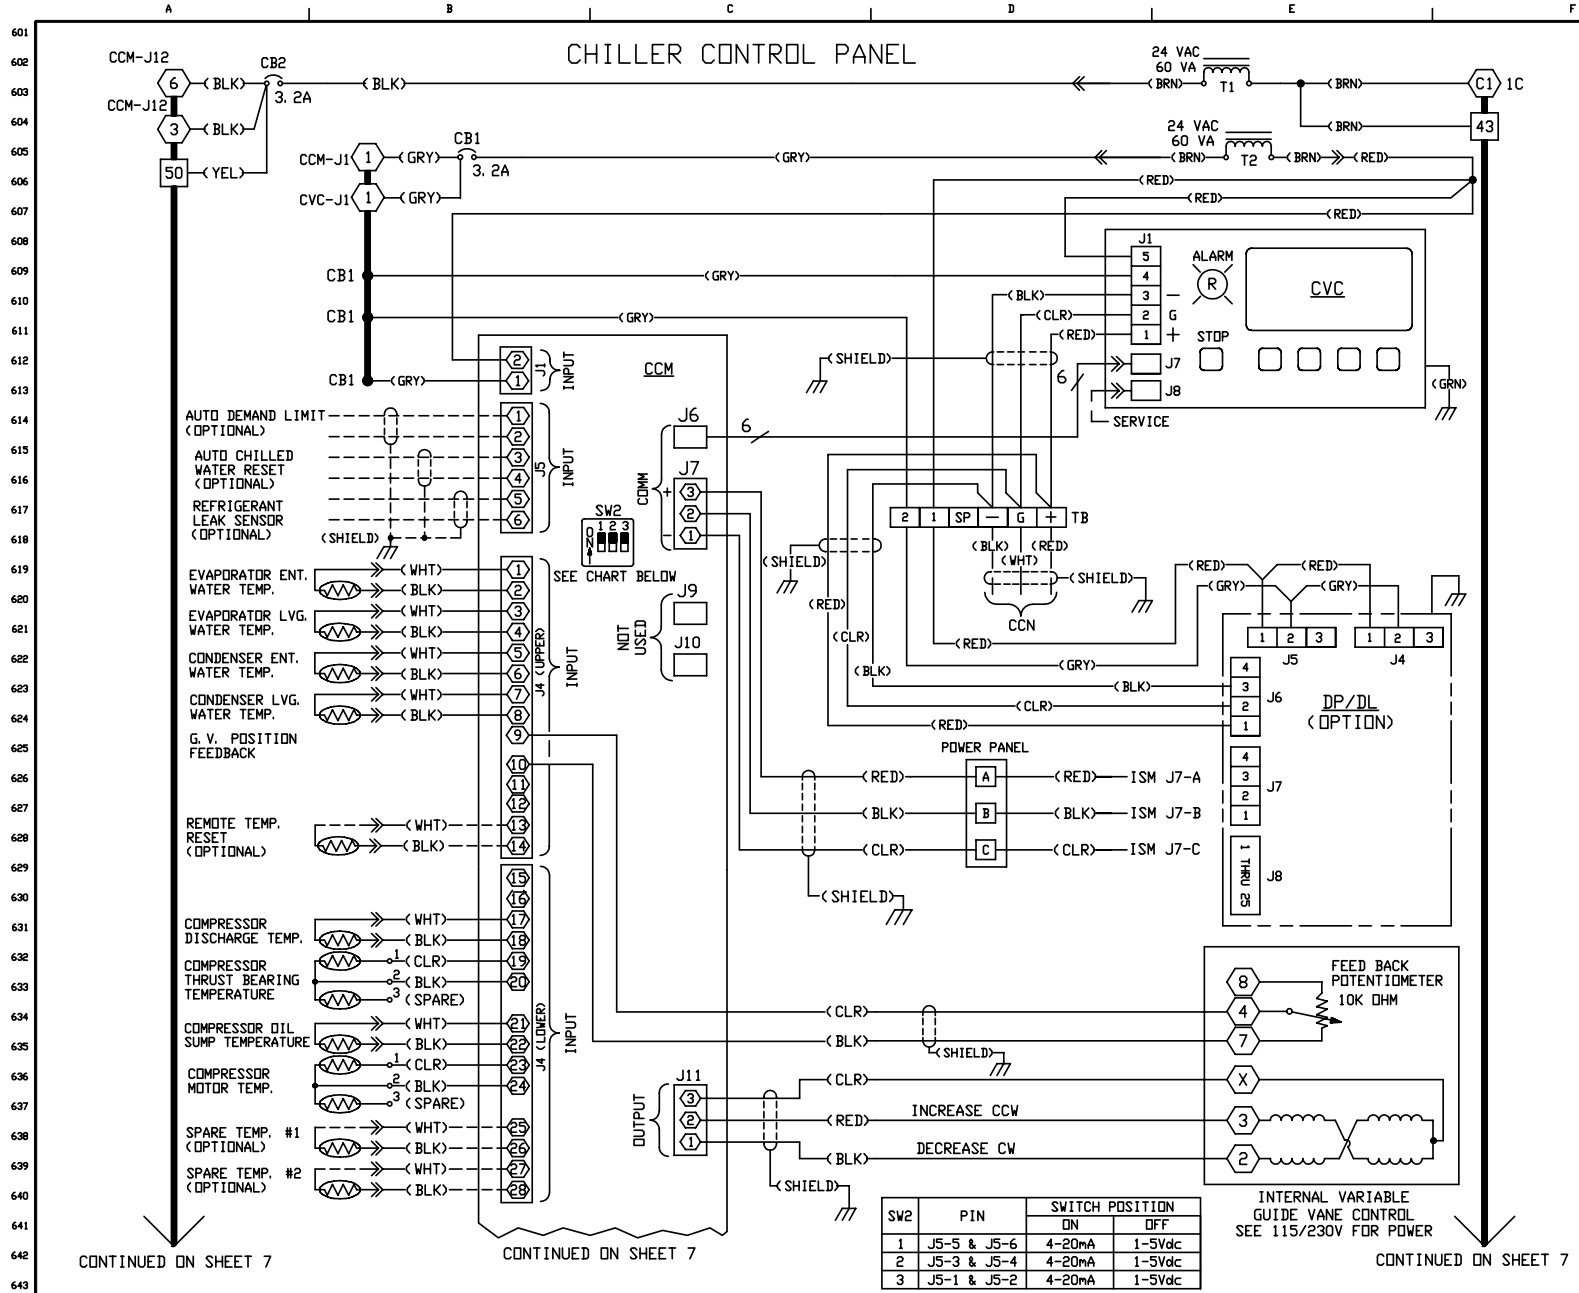 A B C D E F
601
602
603
604
605
606
607
608
609
610
611
612
613
614
615
616
617
618
619
620
621
622
623
624
625
626
627
628
629
630
631
632
633
634
635
636
637
638
639
640
641
642
643
CHILLER CONTROL PANEL
CCM-J12
6 (BLK) CB2 3.2A (BLK)
CCM-J12
3 (BLK)
50 (YEL)
24 VAC
60 VA
(BRN) T1 (BRN) C1 1C
(BRN) 43
24 VAC
60 VA
(BRN) T2 (BRN) (RED)
CCM-J1 1 (GRY) CB1 3.2A (GRY)
CVC-J1 1 (GRY)
(RED)
(RED)
(RED)
CB1 (GRY)
CB1 (GRY)
CB1 (GRY)
J1
5
4
3 −
2 G
1 +
(BLK)
(CLR)
(RED)
ALARM
R
STOP
CVC
J7
J8
SERVICE
(GRN)
(SHIELD)
6
CCM
2
1
J1
INPUT
AUTO DEMAND LIMIT
(OPTIONAL)
AUTO CHILLED
WATER RESET
(OPTIONAL)
REFRIGERANT
LEAK SENSOR
(OPTIONAL)
(SHIELD)
1
2
3
4
5
6
J5
INPUT
SW2
ON
1 2 3
SEE CHART BELOW
COMM
J6
6
J7
+ 3
2
− 1
NOT USED
J9
J10
2 1 SP − G + TB
(BLK) (RED)
(WHT)
(SHIELD)
(SHIELD)
CCN
(RED)
(CLR)
(BLK)
EVAPORATOR ENT.
WATER TEMP.
(WHT) 1
(BLK) 2
EVAPORATOR LVG.
WATER TEMP.
(WHT) 3
(BLK) 4
CONDENSER ENT.
WATER TEMP.
(WHT) 5
(BLK) 6
CONDENSER LVG.
WATER TEMP.
(WHT) 7
(BLK) 8
G.V. POSITION
FEEDBACK
9
10
11
12
REMOTE TEMP.
RESET
(OPTIONAL)
(WHT) 13
(BLK) 14
J4 (UPPER)
INPUT
15
16
COMPRESSOR
DISCHARGE TEMP.
(WHT) 17
(BLK) 18
COMPRESSOR
THRUST BEARING
TEMPERATURE
1 (CLR) 19
2 (BLK) 20
3 (SPARE)
COMPRESSOR OIL
SUMP TEMPERATURE
(WHT) 21
(BLK) 22
COMPRESSOR
MOTOR TEMP.
1 (CLR) 23
2 (BLK) 24
3 (SPARE)
SPARE TEMP. #1
(OPTIONAL)
(WHT) 25
(BLK) 26
SPARE TEMP. #2
(OPTIONAL)
(WHT) 27
(BLK) 28
J4 (LOWER)
INPUT
(RED) (RED)
(GRY) (GRY)
(RED)
(GRY)
(BLK)
(CLR)
(RED)
1 2 3
J5
1 2 3
J4
4
3
2
1
J6
DP/DL
(OPTION)
4
3
2
1
J7
1 THRU 25
J8
POWER PANEL
(RED) A (RED) ISM J7-A
(BLK) B (BLK) ISM J7-B
(CLR) C (CLR) ISM J7-C
(SHIELD)
(CLR)
(BLK)
(SHIELD)
8
4
7
FEED BACK
POTENTIOMETER
10K OHM
OUTPUT
J11
3
2
1
(CLR) X
(RED) INCREASE CCW 3
(BLK) DECREASE CW 2
(SHIELD)
INTERNAL VARIABLE
GUIDE VANE CONTROL
SEE 115/230V FOR POWER
SW2 PIN SWITCH POSITION
ON OFF
1 J5-5 & J5-6 4-20mA 1-5Vdc
2 J5-3 & J5-4 4-20mA 1-5Vdc
3 J5-1 & J5-2 4-20mA 1-5Vdc
CONTINUED ON SHEET 7
CONTINUED ON SHEET 7
CONTINUED ON SHEET 7